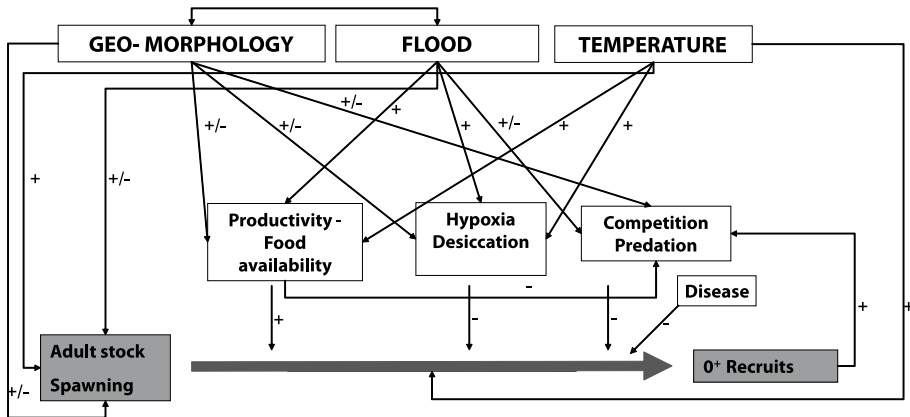 GEO- MORPHOLOGY
FLOOD
TEMPERATURE
+/-
+
+/-
+/-
+
+/-
+
+
+
+/-
Productivity -
Food
availability
Hypoxia
Desiccation
Competition
Predation
-
Disease
+
-
-
-
+
+
Adult stock
Spawning
0+ Recruits
+/-